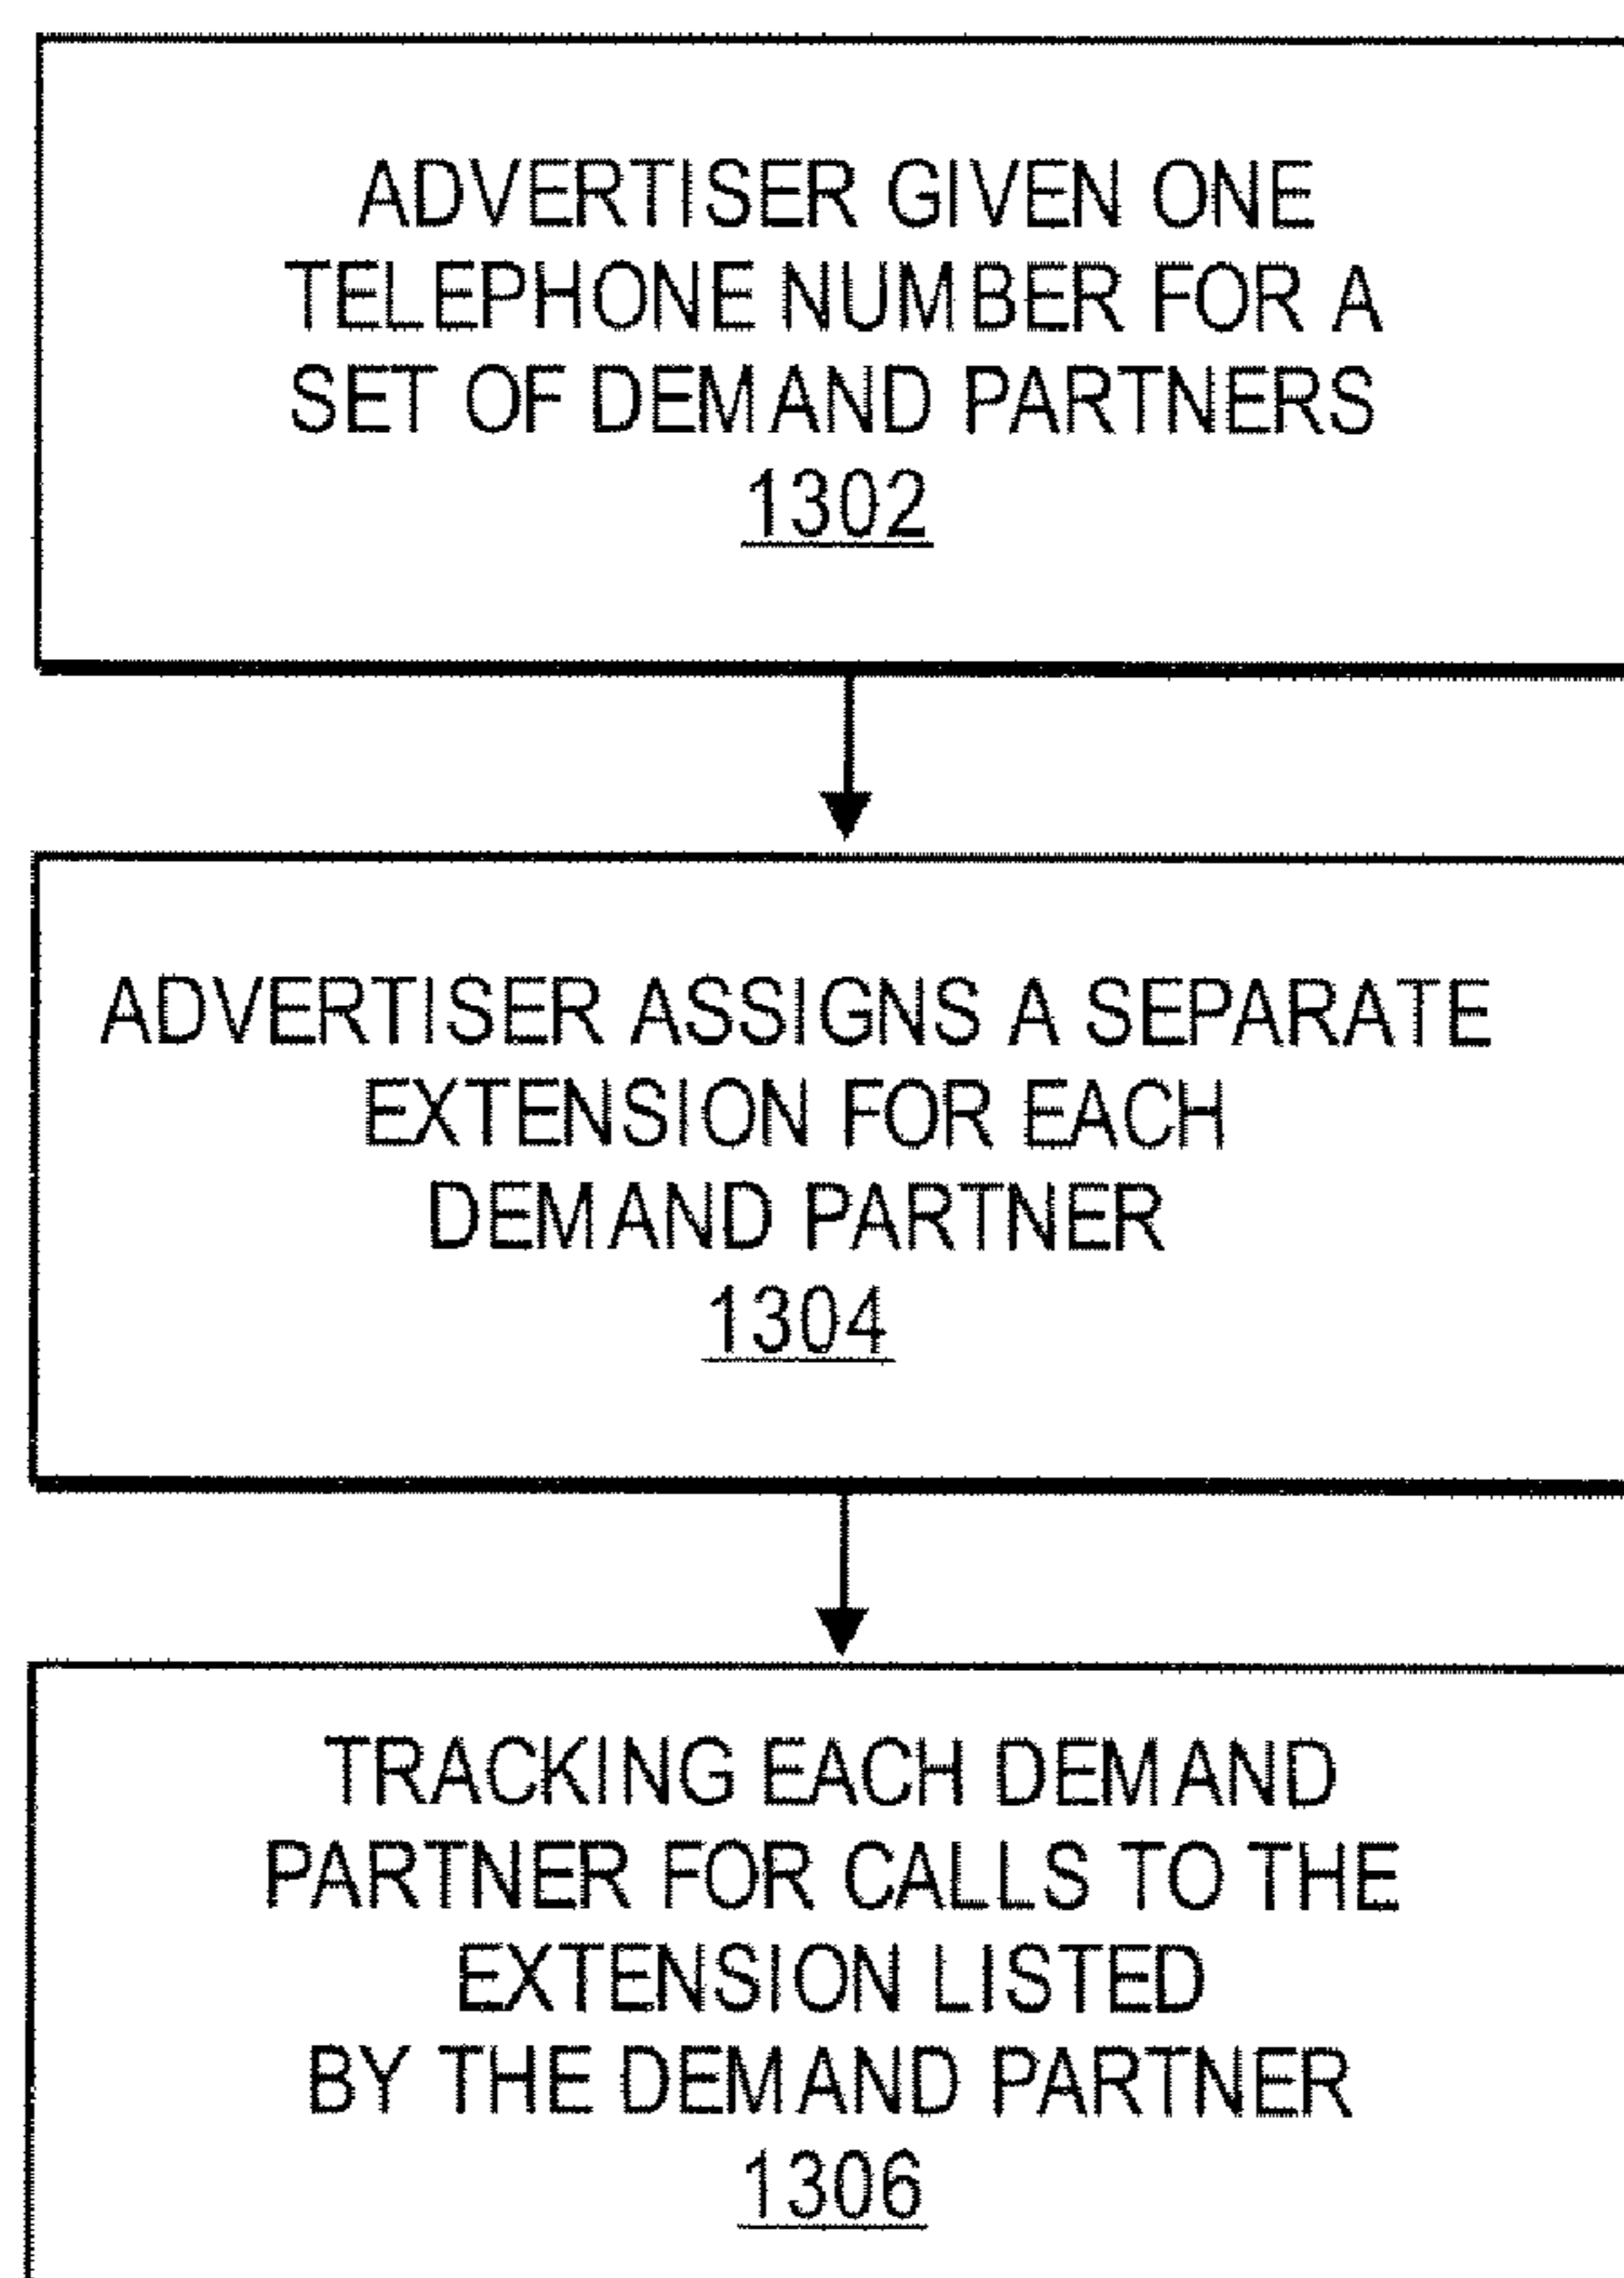 ADVERTISER GIVEN ONE
TELEPHONE NUMBER FOR A
SET OF DEMAND PARTNERS
1302
ADVERTISER ASSIGNS A SEPARATE
EXTENSION FOR EACH
DEMAND PARTNER
1304
TRACKING EACH DEMAND
PARTNER FOR CALLS TO THE
EXTENSION LISTED
BY THE DEMAND PARTNER
1306